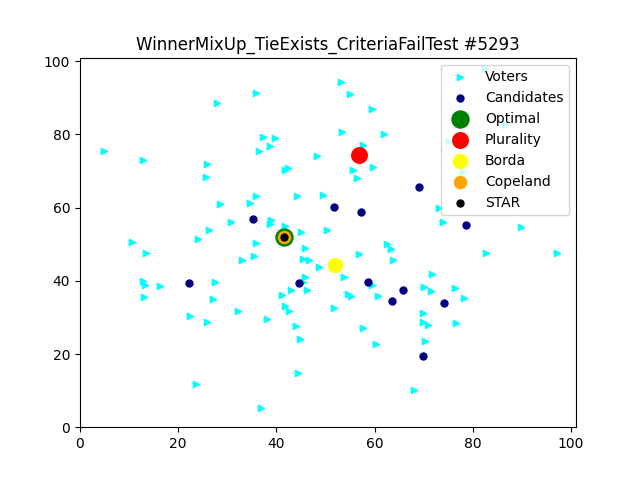 WinnerMixUp_TieExists_CriteriaFailTest #5293
100
80
60
40
20
0
0
20
40
60
80
100
Voters
Candidates
Optimal
Plurality
Borda
Copeland
STAR